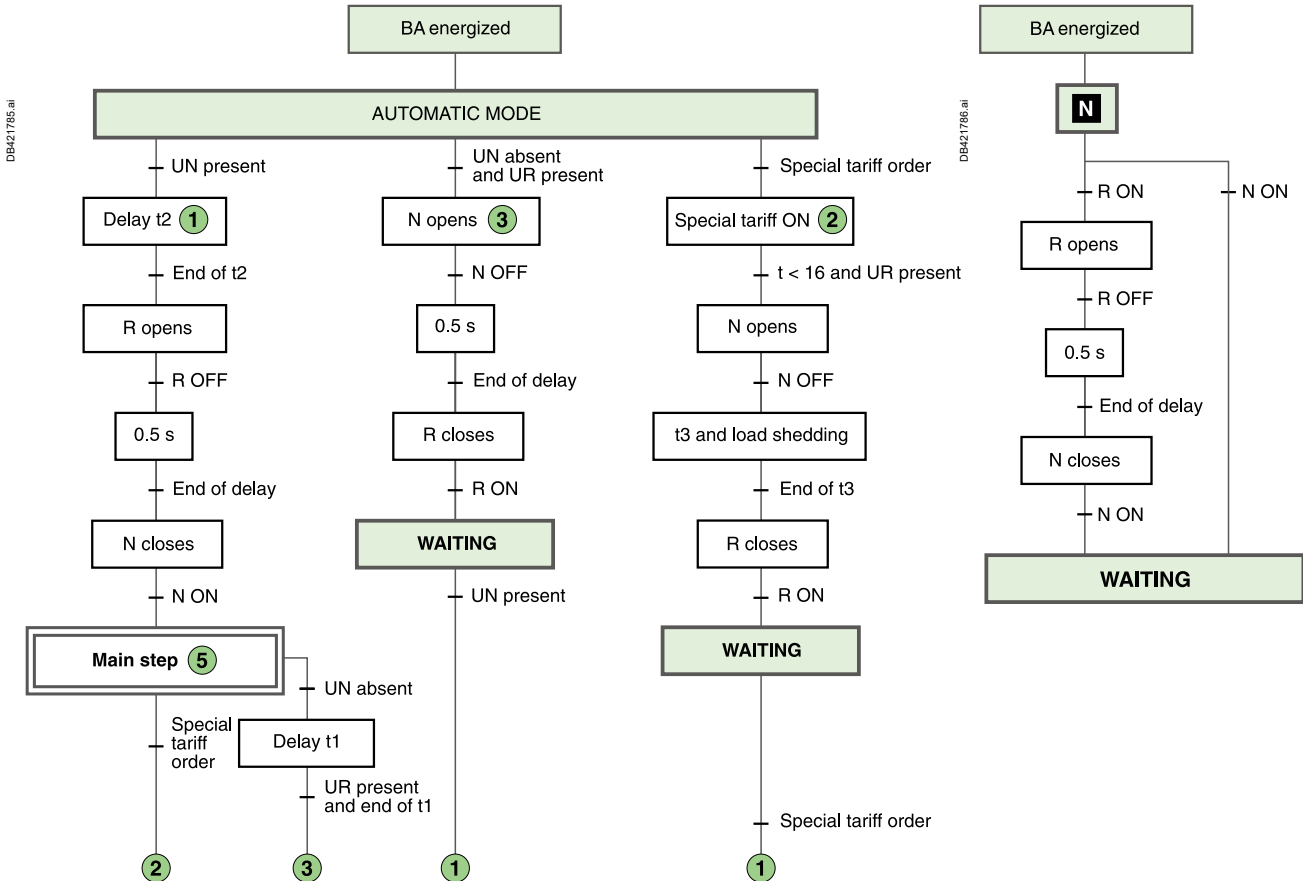 DB421785.ai
BA energized
AUTOMATIC MODE
UN present
Delay t2 1
End of t2
R opens
R OFF
0.5 s
End of delay
N closes
N ON
Main step 5
Special
tariff
order
2
UN absent
Delay t1
UR present
and end of t1
3
UN absent
and UR present
N opens 3
N OFF
0.5 s
End of delay
R closes
R ON
WAITING
UN present
1
Special tariff order
Special tariff ON 2
t < 16 and UR present
N opens
N OFF
t3 and load shedding
End of t3
R closes
R ON
WAITING
Special tariff order
1
DB421786.ai
BA energized
N
R ON
N ON
R opens
R OFF
0.5 s
End of delay
N closes
N ON
WAITING